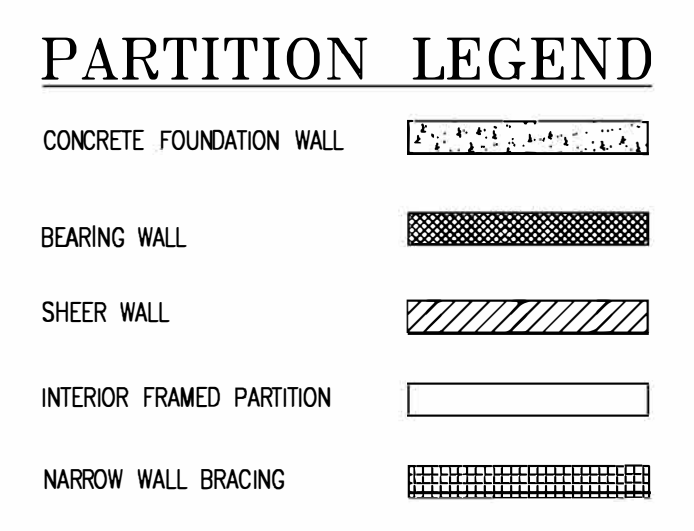 PARTITION LEGEND
CONCRETE FOUNDATION WALL
BEARING WALL
SHEER WALL
INTERIOR FRAMED PARTITION
NARROW WALL BRACING